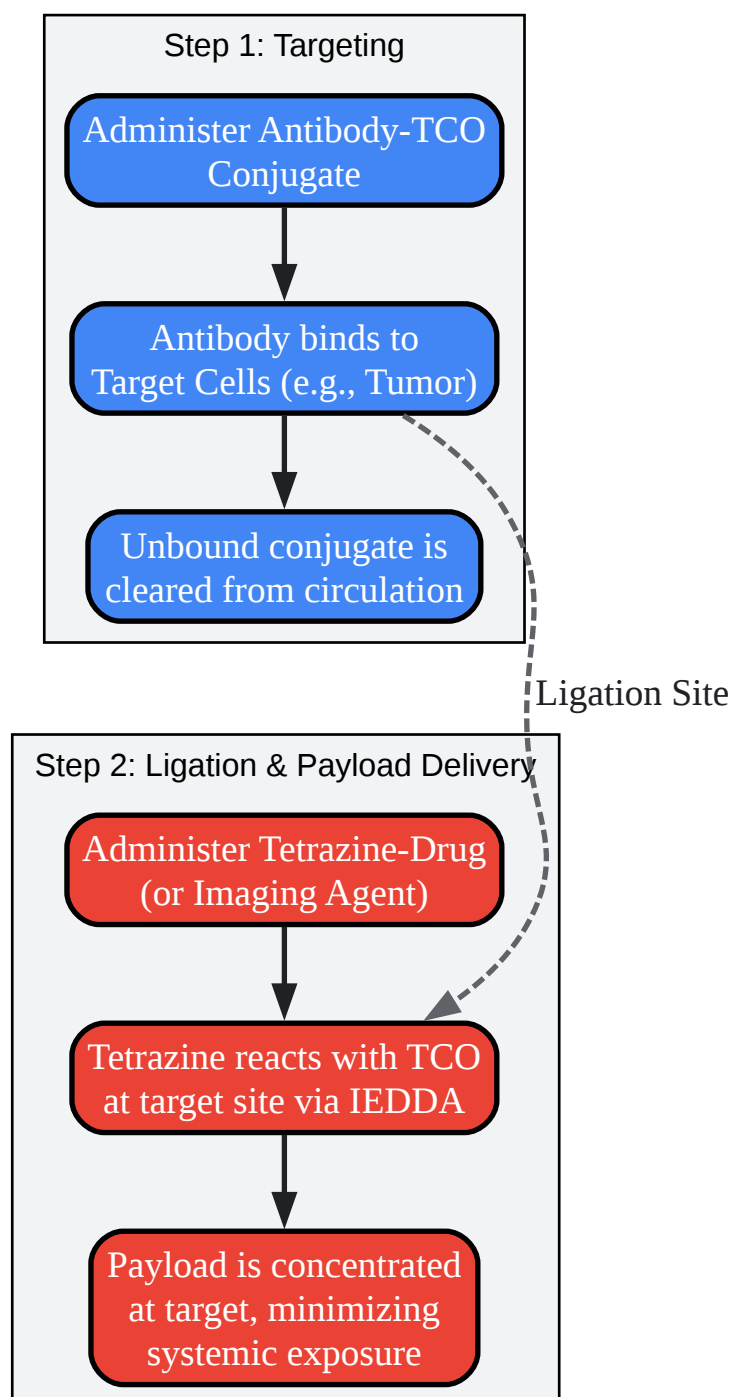 Step 1: Targeting
Administer Antibody-TCO
Conjugate
Antibody binds to
Target Cells (e.g., Tumor)
Unbound conjugate is
cleared from circulation
Ligation Site
Step 2: Ligation & Payload Delivery
Administer Tetrazine-Drug
(or Imaging Agent)
Tetrazine reacts with TCO
at target site via IEDDA
Payload is concentrated
at target, minimizing
systemic exposure